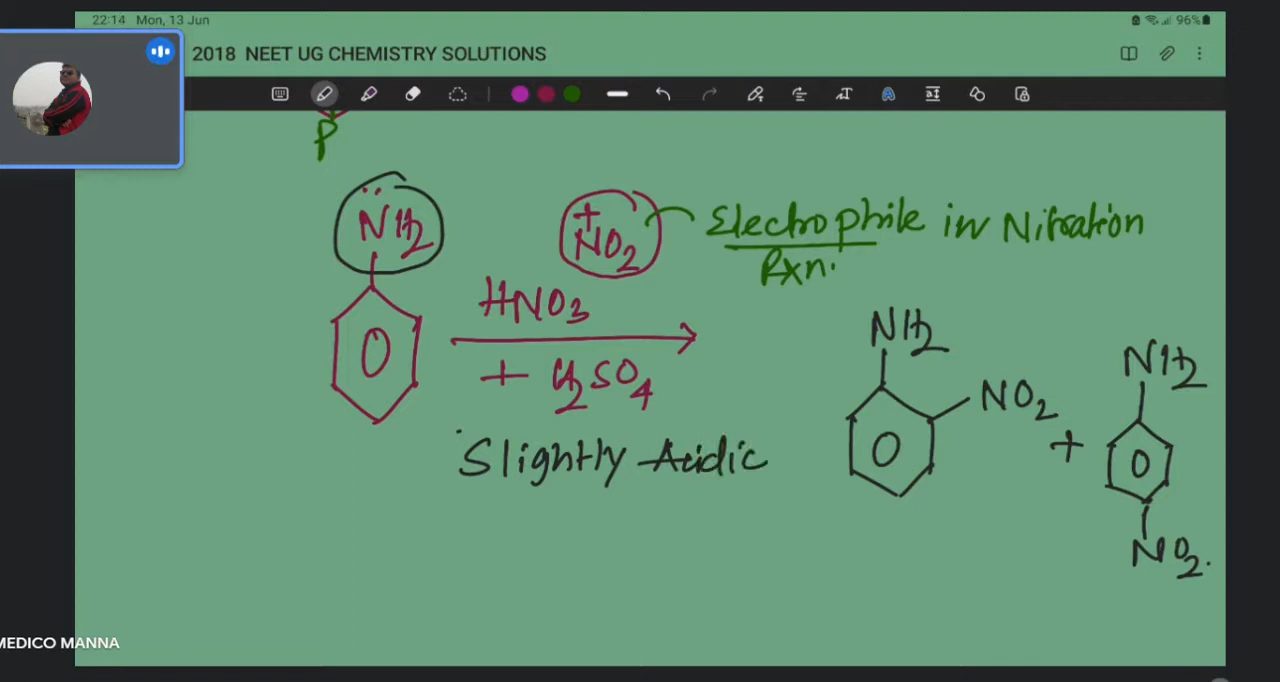 22:14 Mon, 13 Jun
96%
2018 NEET UG CHEMISTRY SOLUTIONS
P
N̈H2
+
NO2
Electrophile in Nitration
Rxn.
HNO3
+ H2SO4
Slightly Acidic
NH2
NO2
+
NH2
NO2.
MEDICO MANNA